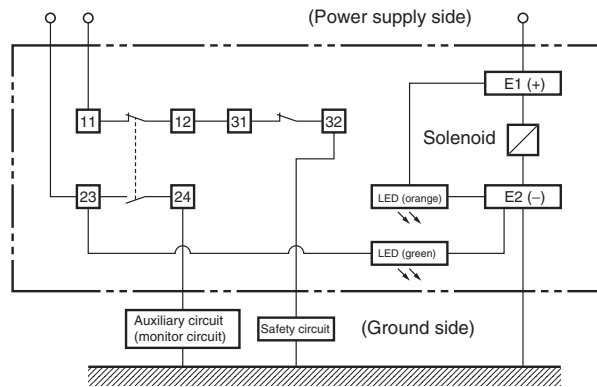 (Power supply side)
E1 (+)
11
12
31
32
Solenoid
23
24
LED (orange)
E2 (–)
LED (green)
Auxiliary circuit
(monitor circuit)
Safety circuit
(Ground side)